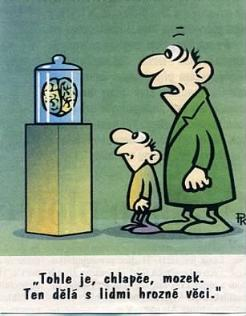 „Tohle je, chlapče, mozek.
Ten dělá s lidmi hrozné věci."